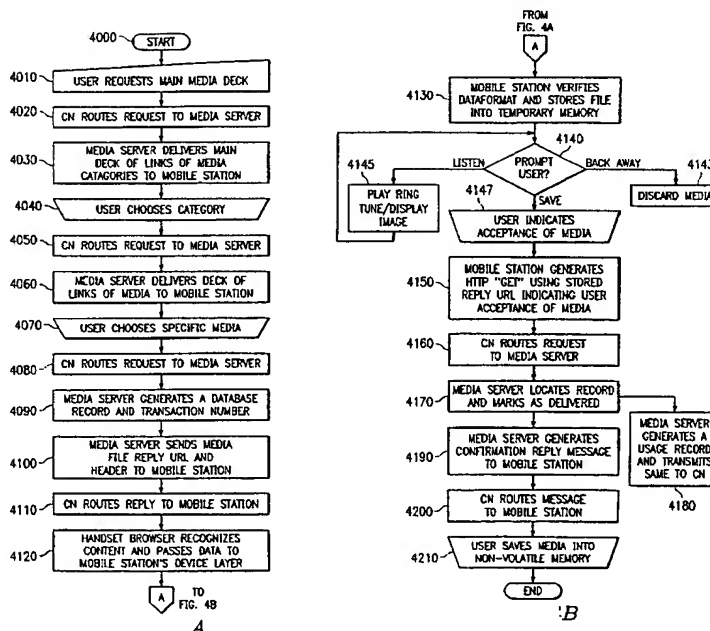 4000
START
4010
USER REQUESTS MAIN MEDIA DECK
4020
CN ROUTES REQUEST TO MEDIA SERVER
4030
MEDIA SERVER DELIVERS MAIN
DECK OF LINKS OF MEDIA
CATAGORIES TO MOBILE STATION
4040
USER CHOOSES CATEGORY
4050
CN ROUTES REQUEST TO MEDIA SERVER
4060
MEDIA SERVER DELIVERS DECK OF
LINKS OF MEDIA TO MOBILE STATION
4070
USER CHOOSES SPECIFIC MEDIA
4080
CN ROUTES REQUEST TO MEDIA SERVER
4090
MEDIA SERVER GENERATES A DATABASE
RECORD AND TRANSACTION NUMBER
4100
MEDIA SERVER SENDS MEDIA
FILE REPLY URL AND
HEADER TO MOBILE STATION
4110
CN ROUTES REPLY TO MOBILE STATION
4120
HANDSET BROWSER RECOGNIZES
CONTENT AND PASSES DATA TO
MOBILE STATION'S DEVICE LAYER
A
TO
FIG. 4B
A
FROM
FIG. 4A
A
4130
MOBILE STATION VERIFIES
DATAFORMAT AND STORES FILE
INTO TEMPORARY MEMORY
4140
PROMPT
USER?
LISTEN
4145
PLAY RING
TUNE/DISPLAY
IMAGE
BACK AWAY
4143
DISCARD MEDIA
SAVE
4147
USER INDICATES
ACCEPTANCE OF MEDIA
4150
MOBILE STATION GENERATES
HTTP "GET" USING STORED
REPLY URL INDICATING USER
ACCEPTANCE OF MEDIA
4160
CN ROUTES REQUEST
TO MEDIA SERVER
4170
MEDIA SERVER LOCATES RECORD
AND MARKS AS DELIVERED
MEDIA SERVER
GENERATES A
USAGE RECORD
AND TRANSMITS
SAME TO CN
4180
4190
MEDIA SERVER GENERATES
CONFIRMATION REPLY MESSAGE
TO MOBILE STATION
4200
CN ROUTES MESSAGE
TO MOBILE STATION
4210
USER SAVES MEDIA INTO
NON-VOLATILE MEMORY
END
B